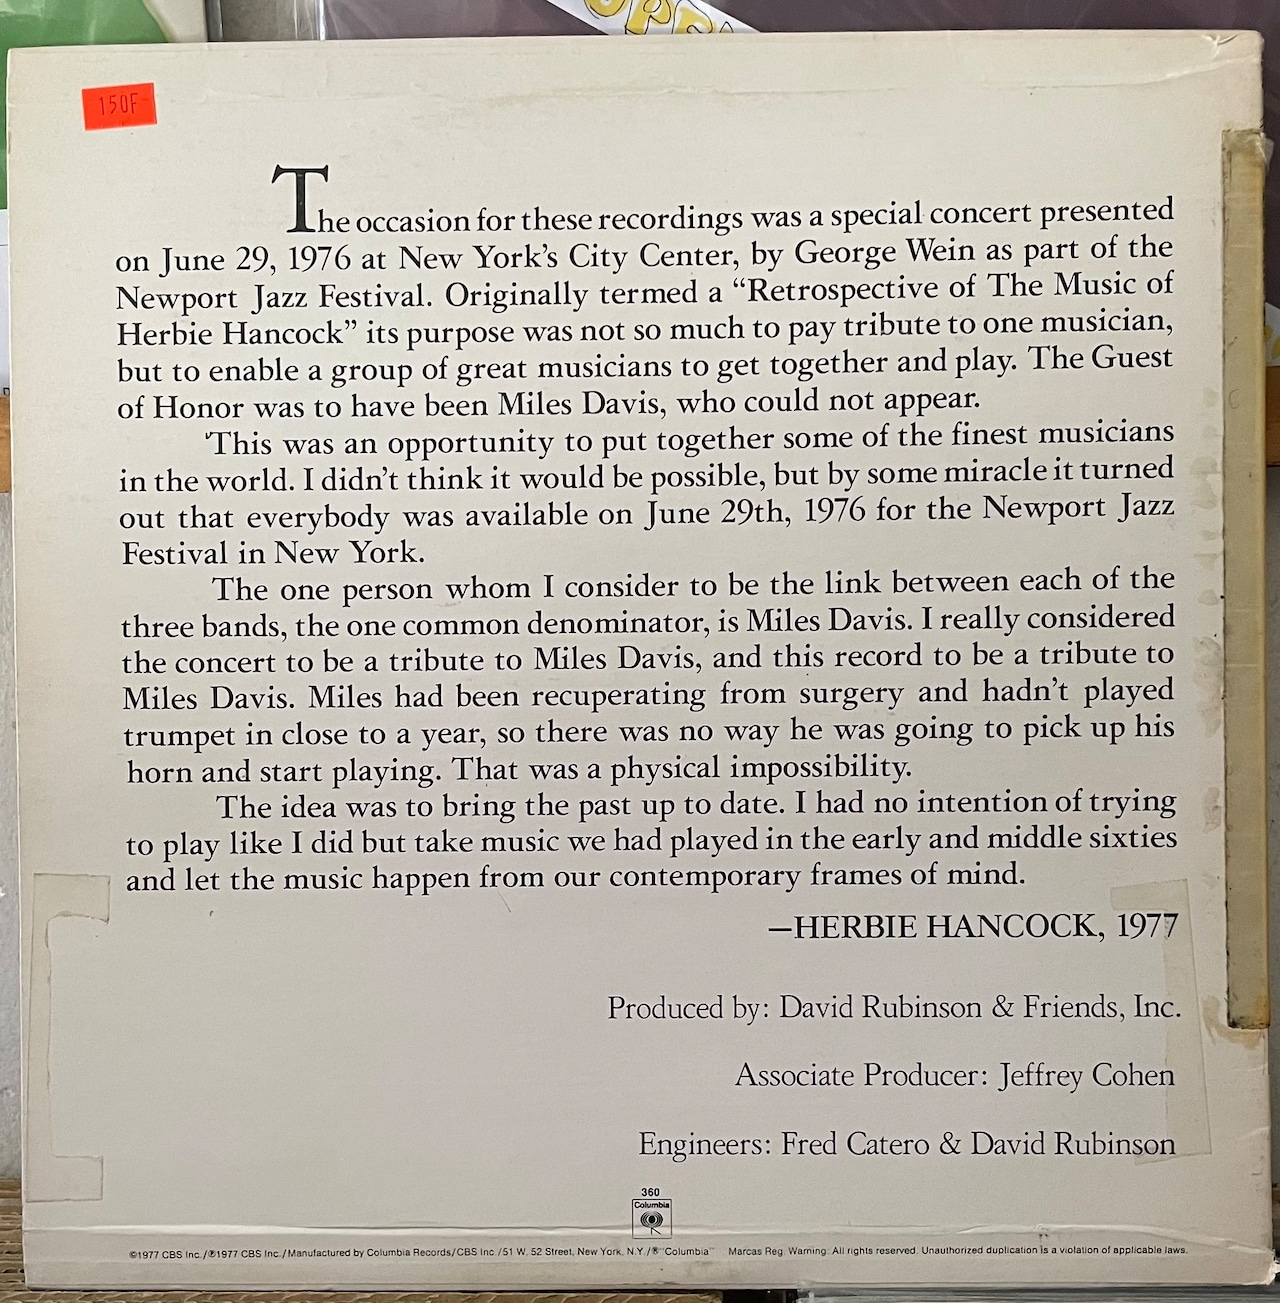 OPEN
150F
The occasion for these recordings was a special concert presented
on June 29, 1976 at New York's City Center, by George Wein as part of the
Newport Jazz Festival. Originally termed a “Retrospective of The Music of
Herbie Hancock” its purpose was not so much to pay tribute to one musician,
but to enable a group of great musicians to get together and play. The Guest
of Honor was to have been Miles Davis, who could not appear.
This was an opportunity to put together some of the finest musicians
in the world. I didn't think it would be possible, but by some miracle it turned
out that everybody was available on June 29th, 1976 for the Newport Jazz
Festival in New York.
The one person whom I consider to be the link between each of the
three bands, the one common denominator, is Miles Davis. I really considered
the concert to be a tribute to Miles Davis, and this record to be a tribute to
Miles Davis. Miles had been recuperating from surgery and hadn't played
trumpet in close to a year, so there was no way he was going to pick up his
horn and start playing. That was a physical impossibility.
The idea was to bring the past up to date. I had no intention of trying
to play like I did but take music we had played in the early and middle sixties
and let the music happen from our contemporary frames of mind.
—HERBIE HANCOCK, 1977
Produced by: David Rubinson & Friends, Inc.
Associate Producer: Jeffrey Cohen
Engineers: Fred Catero & David Rubinson
360
Columbia
©1977 CBS Inc./℗1977 CBS Inc./Manufactured by Columbia Records/CBS Inc./51 W. 52 Street, New York, N.Y./® "Columbia" Marcas Reg. Warning: All rights reserved. Unauthorized duplication is a violation of applicable laws.